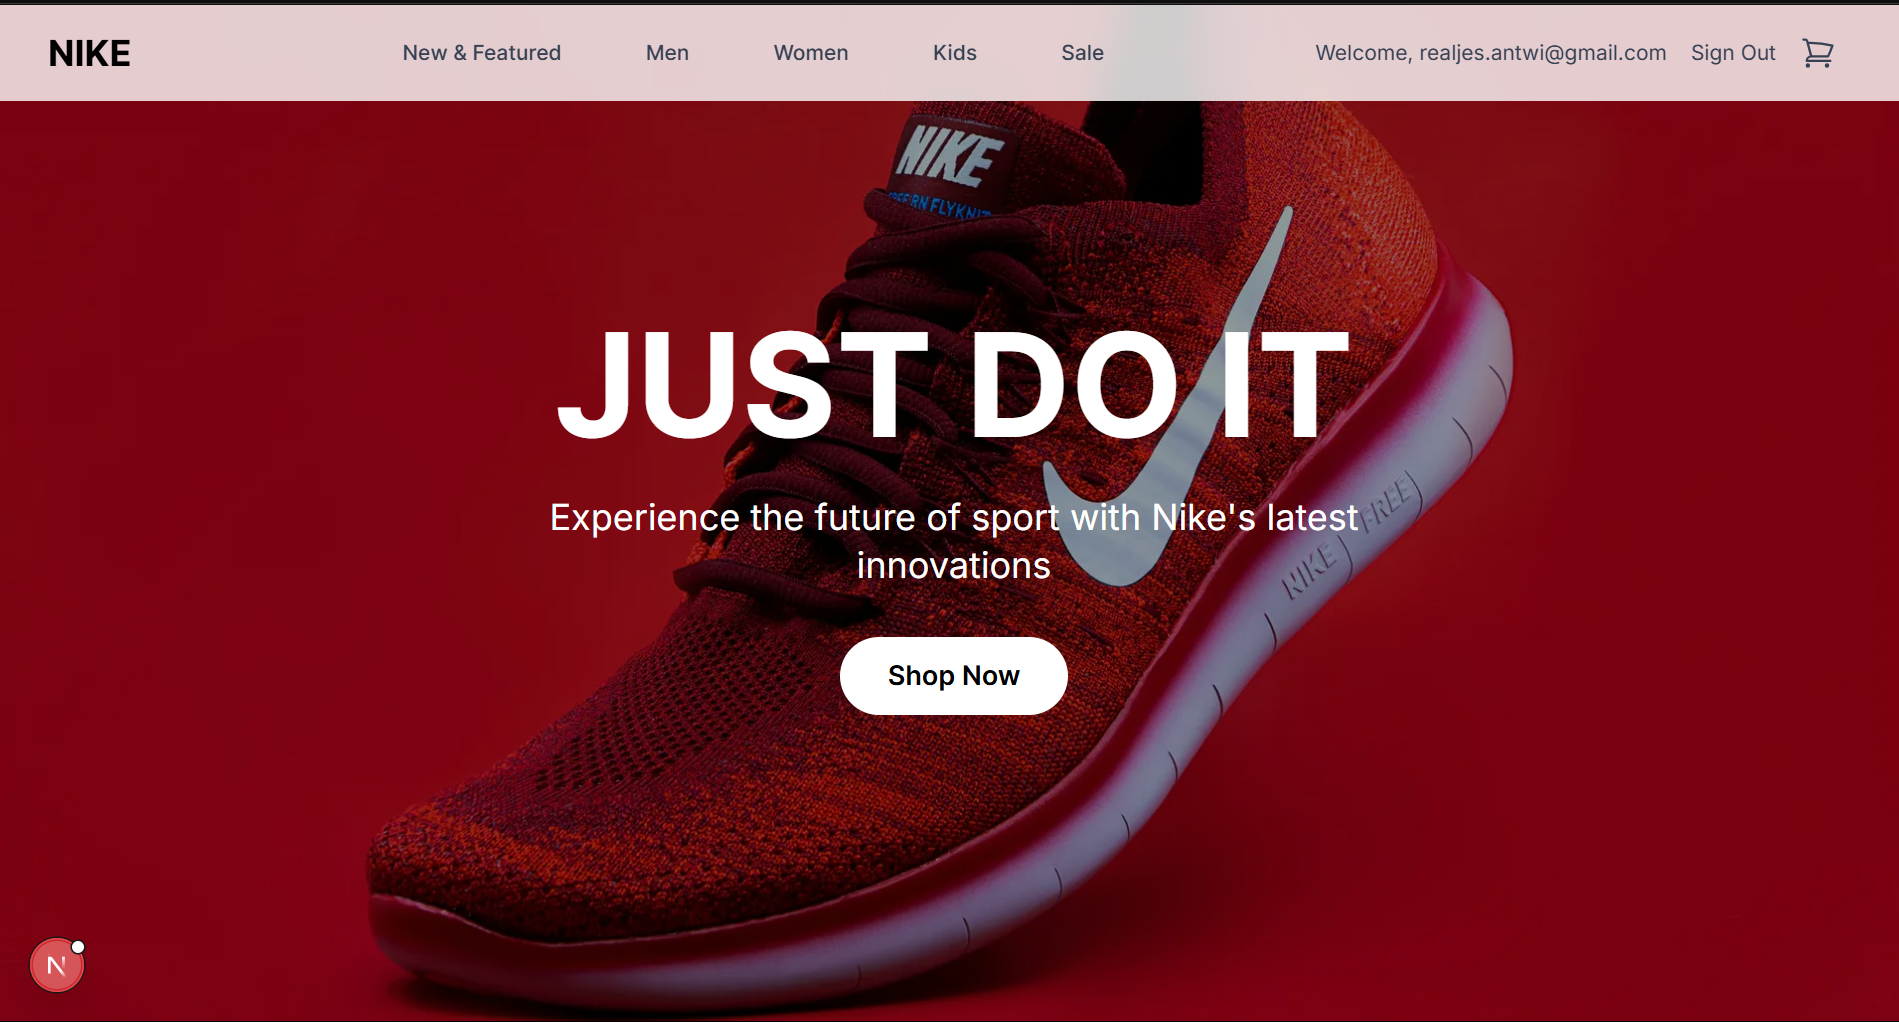 NIKE
New & Featured
Men
Women
Kids
Sale
Welcome, realjes.antwi@gmail.com
Sign Out
NIKE
FREE RN FLYKNIT
JUST DO IT
Experience the future of sport with Nike's latest
innovations
NIKE FREE
Shop Now
N